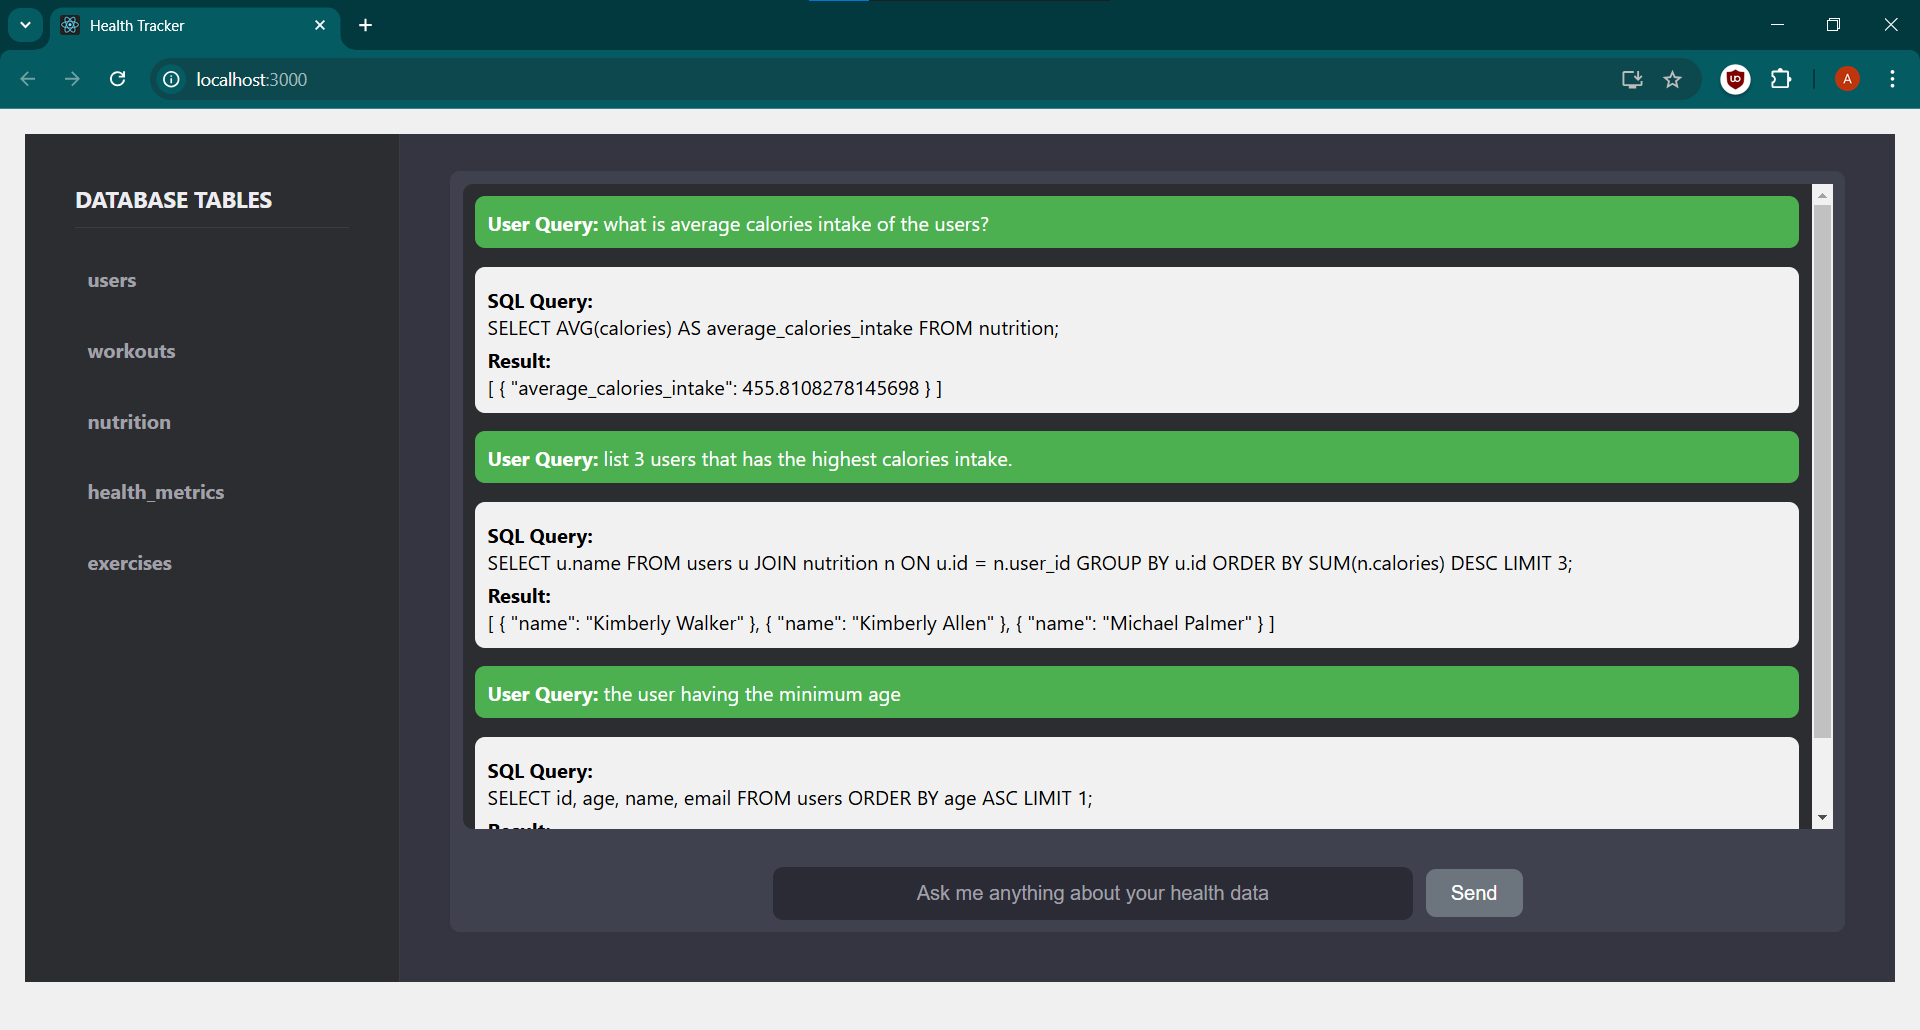 Health Tracker
localhost:3000
A
DATABASE TABLES
users
workouts
nutrition
health_metrics
exercises
User Query: what is average calories intake of the users?
SQL Query:
SELECT AVG(calories) AS average_calories_intake FROM nutrition;
Result:
[ { "average_calories_intake": 455.8108278145698 } ]
User Query: list 3 users that has the highest calories intake.
SQL Query:
SELECT u.name FROM users u JOIN nutrition n ON u.id = n.user_id GROUP BY u.id ORDER BY SUM(n.calories) DESC LIMIT 3;
Result:
[ { "name": "Kimberly Walker" }, { "name": "Kimberly Allen" }, { "name": "Michael Palmer" } ]
User Query: the user having the minimum age
SQL Query:
SELECT id, age, name, email FROM users ORDER BY age ASC LIMIT 1;
Result:
Ask me anything about your health data
Send